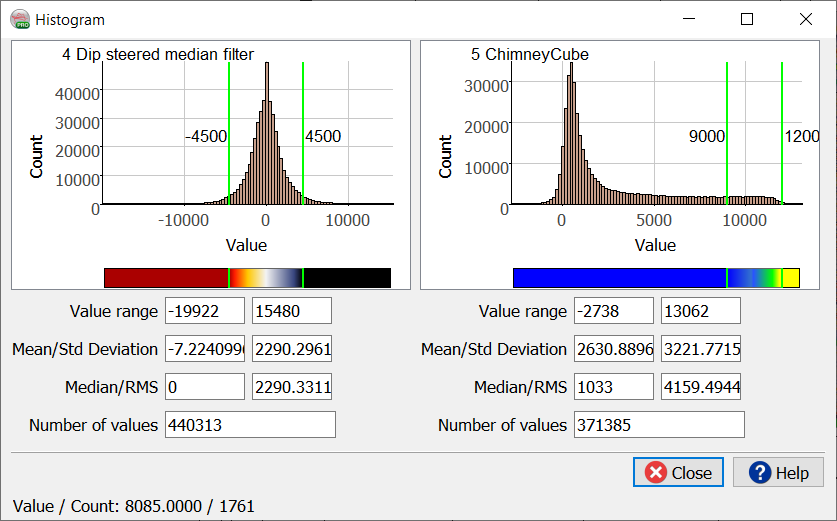 Histogram
PRO
4 Dip steered median filter
40000
30000
20000
10000
0
Count
-4500
4500
-10000
0
10000
Value
5 ChimneyCube
30000
20000
10000
0
Count
9000
1200
0
5000
10000
Value
Value range -19922 15480
Mean/Std Deviation -7.2240996 2290.2961
Median/RMS 0 2290.3311
Number of values 440313
Value range -2738 13062
Mean/Std Deviation 2630.8896 3221.7715
Median/RMS 1033 4159.4944
Number of values 371385
Close
Help
Value / Count: 8085.0000 / 1761